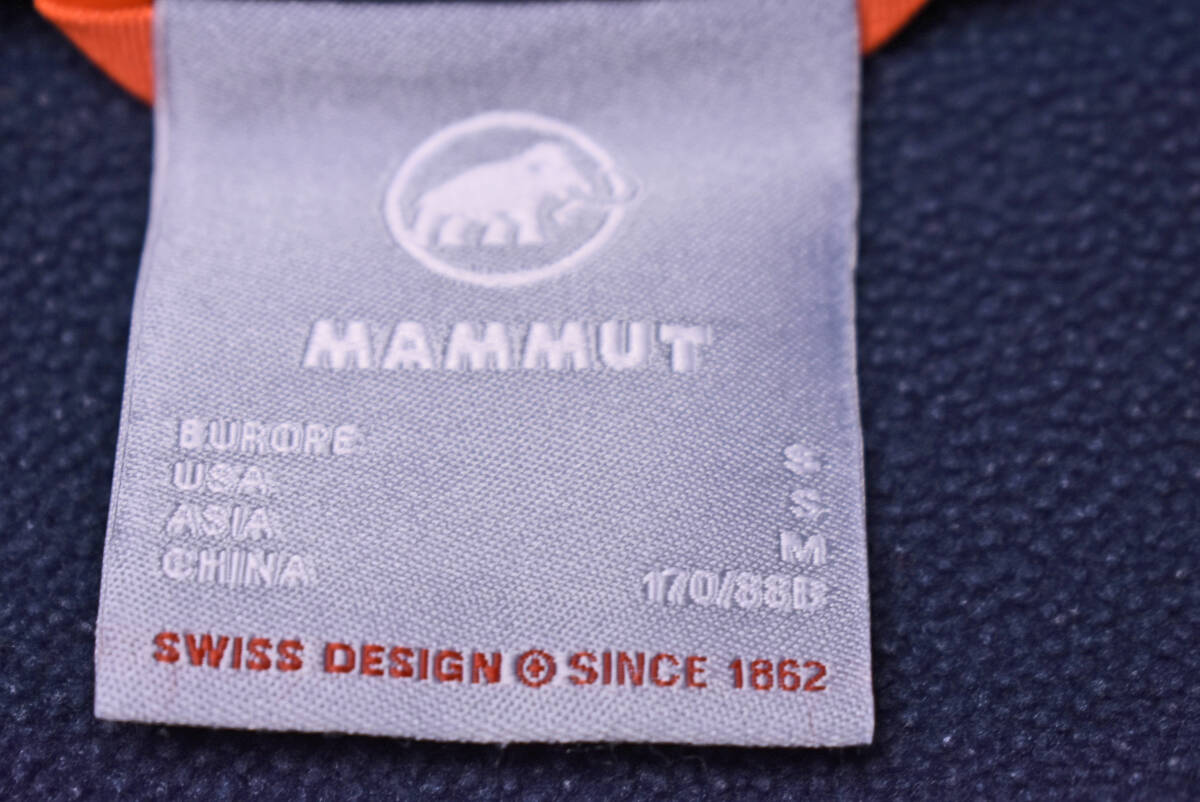 MAMMUT
EUROPE S
USA S
ASIA M
CHINA 170/88B
SWISS DESIGN SINCE 1862